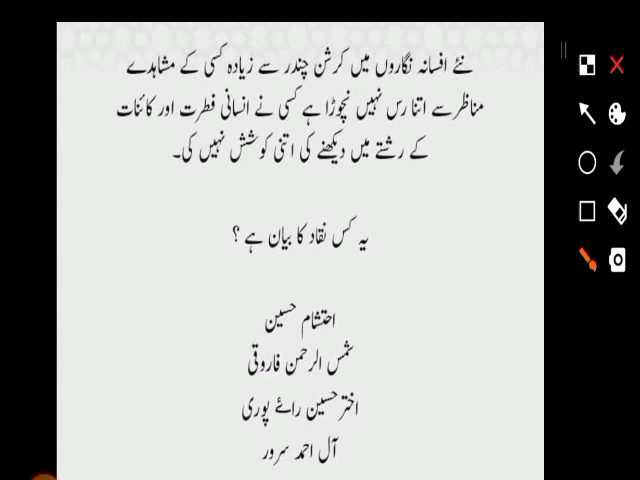 نئے افسانہ نگاروں میں کرشن چندر سے زیادہ کسی کے مشاہدے
مناظر سے اتنا رس نہیں نچوڑا ہے کسی نے انسانی فطرت اور کائنات
کے رشتے میں دیکھنے کی اتنی کوشش نہیں کی۔
یہ کس نقاد کا بیان ہے ؟
احتشام حسین
شمس الرحمن فاروقی
اختر حسین رائے پوری
آل احمد سرور